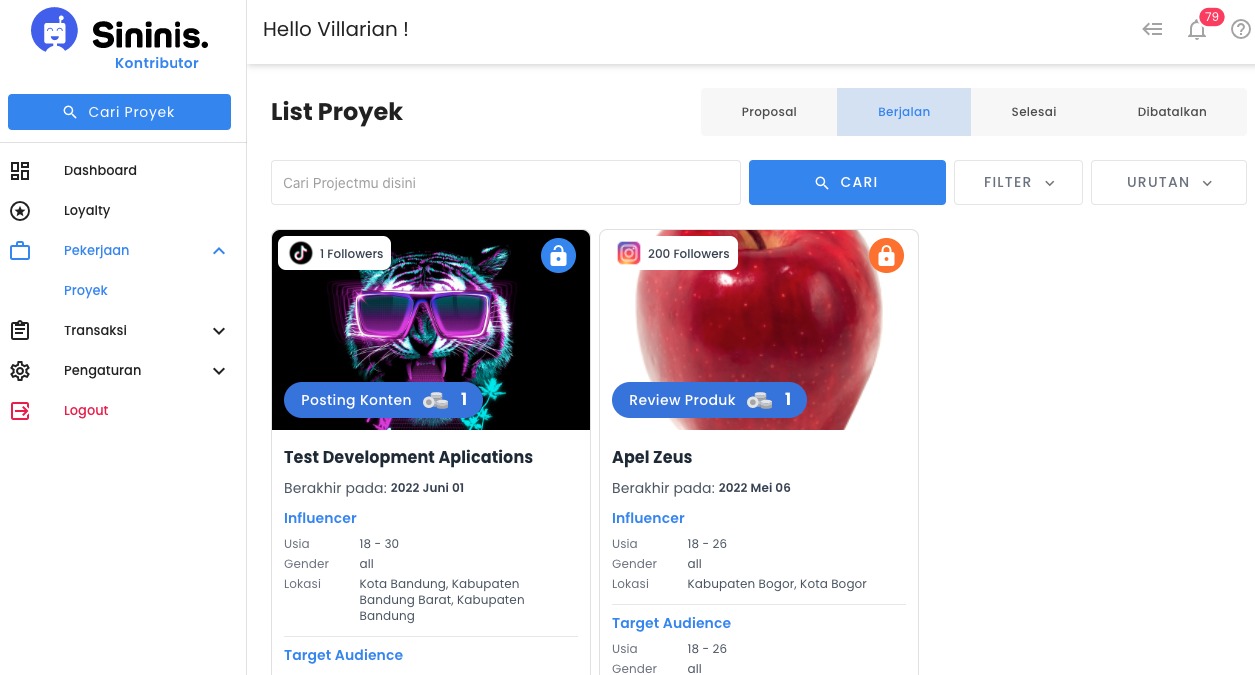 Sininis.
Kontributor
Cari Proyek
Dashboard
Loyalty
Pekerjaan
Proyek
Transaksi
Pengaturan
Logout
Hello Villarian !
79
List Proyek
Proposal
Berjalan
Selesai
Dibatalkan
Cari Projectmu disini
CARI
FILTER
URUTAN
1 Followers
Posting Konten 1
Test Development Aplications
Berakhir pada: 2022 Juni 01
Influencer
Usia 18 - 30
Gender all
Lokasi Kota Bandung, Kabupaten
Bandung Barat, Kabupaten
Bandung
Target Audience
200 Followers
Review Produk 1
Apel Zeus
Berakhir pada: 2022 Mei 06
Influencer
Usia 18 - 26
Gender all
Lokasi Kabupaten Bogor, Kota Bogor
Target Audience
Usia 18 - 26
Gender all